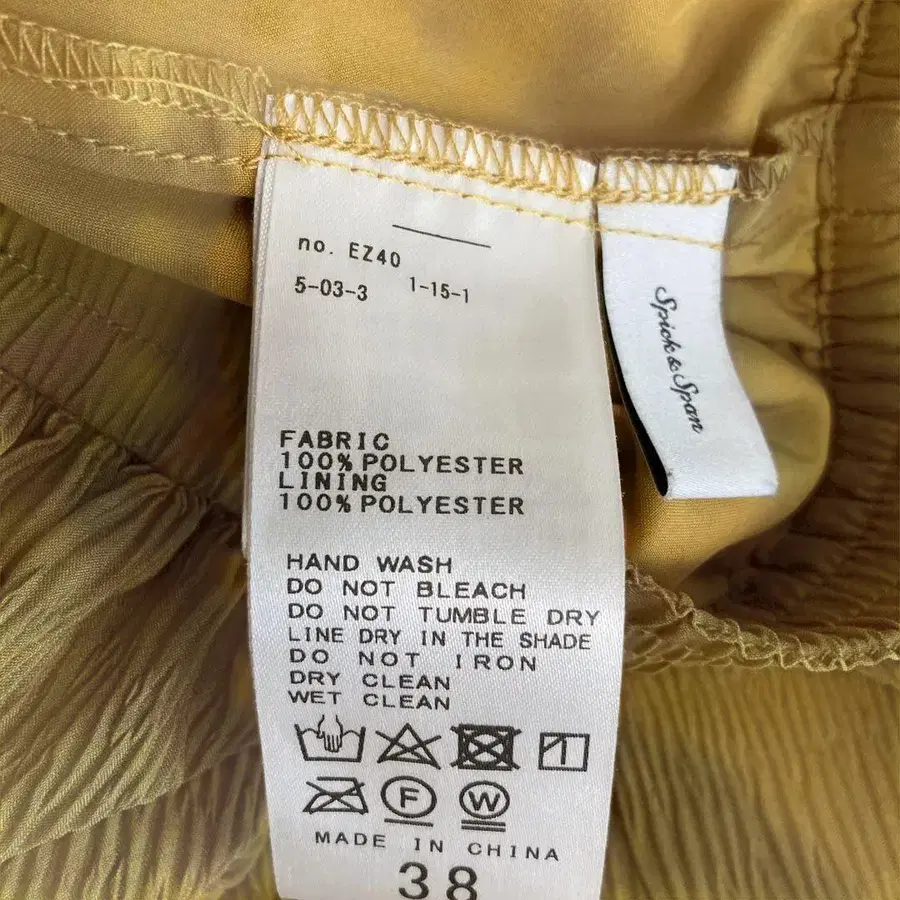 no. EZ40
5-03-3 1-15-1
FABRIC
100% POLYESTER
LINING
100% POLYESTER
HAND WASH
DO NOT BLEACH
DO NOT TUMBLE DRY
LINE DRY IN THE SHADE
DO NOT IRON
DRY CLEAN
WET CLEAN
F W
MADE IN CHINA
38
Spick & Span